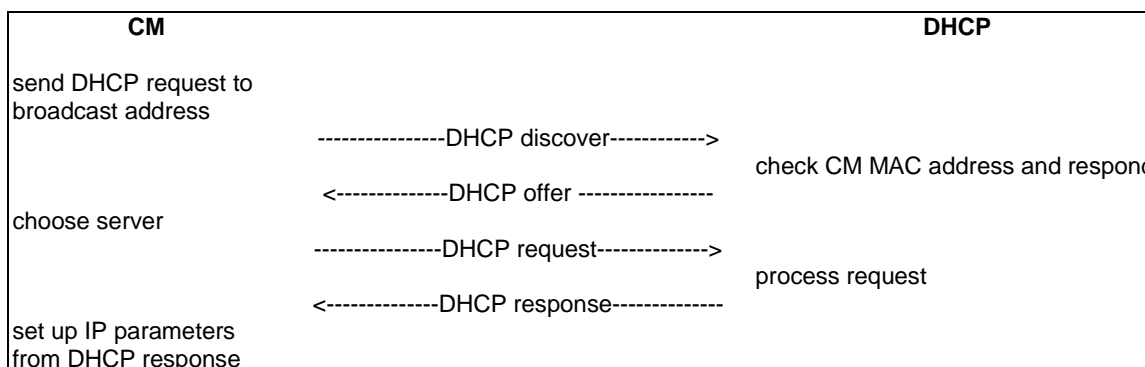 CM DHCP
send DHCP request to
broadcast address
----------------DHCP discover------------>
check CM MAC address and respond
<--------------DHCP offer -----------------
choose server
----------------DHCP request-------------->
process request
<--------------DHCP response--------------
set up IP parameters
from DHCP response